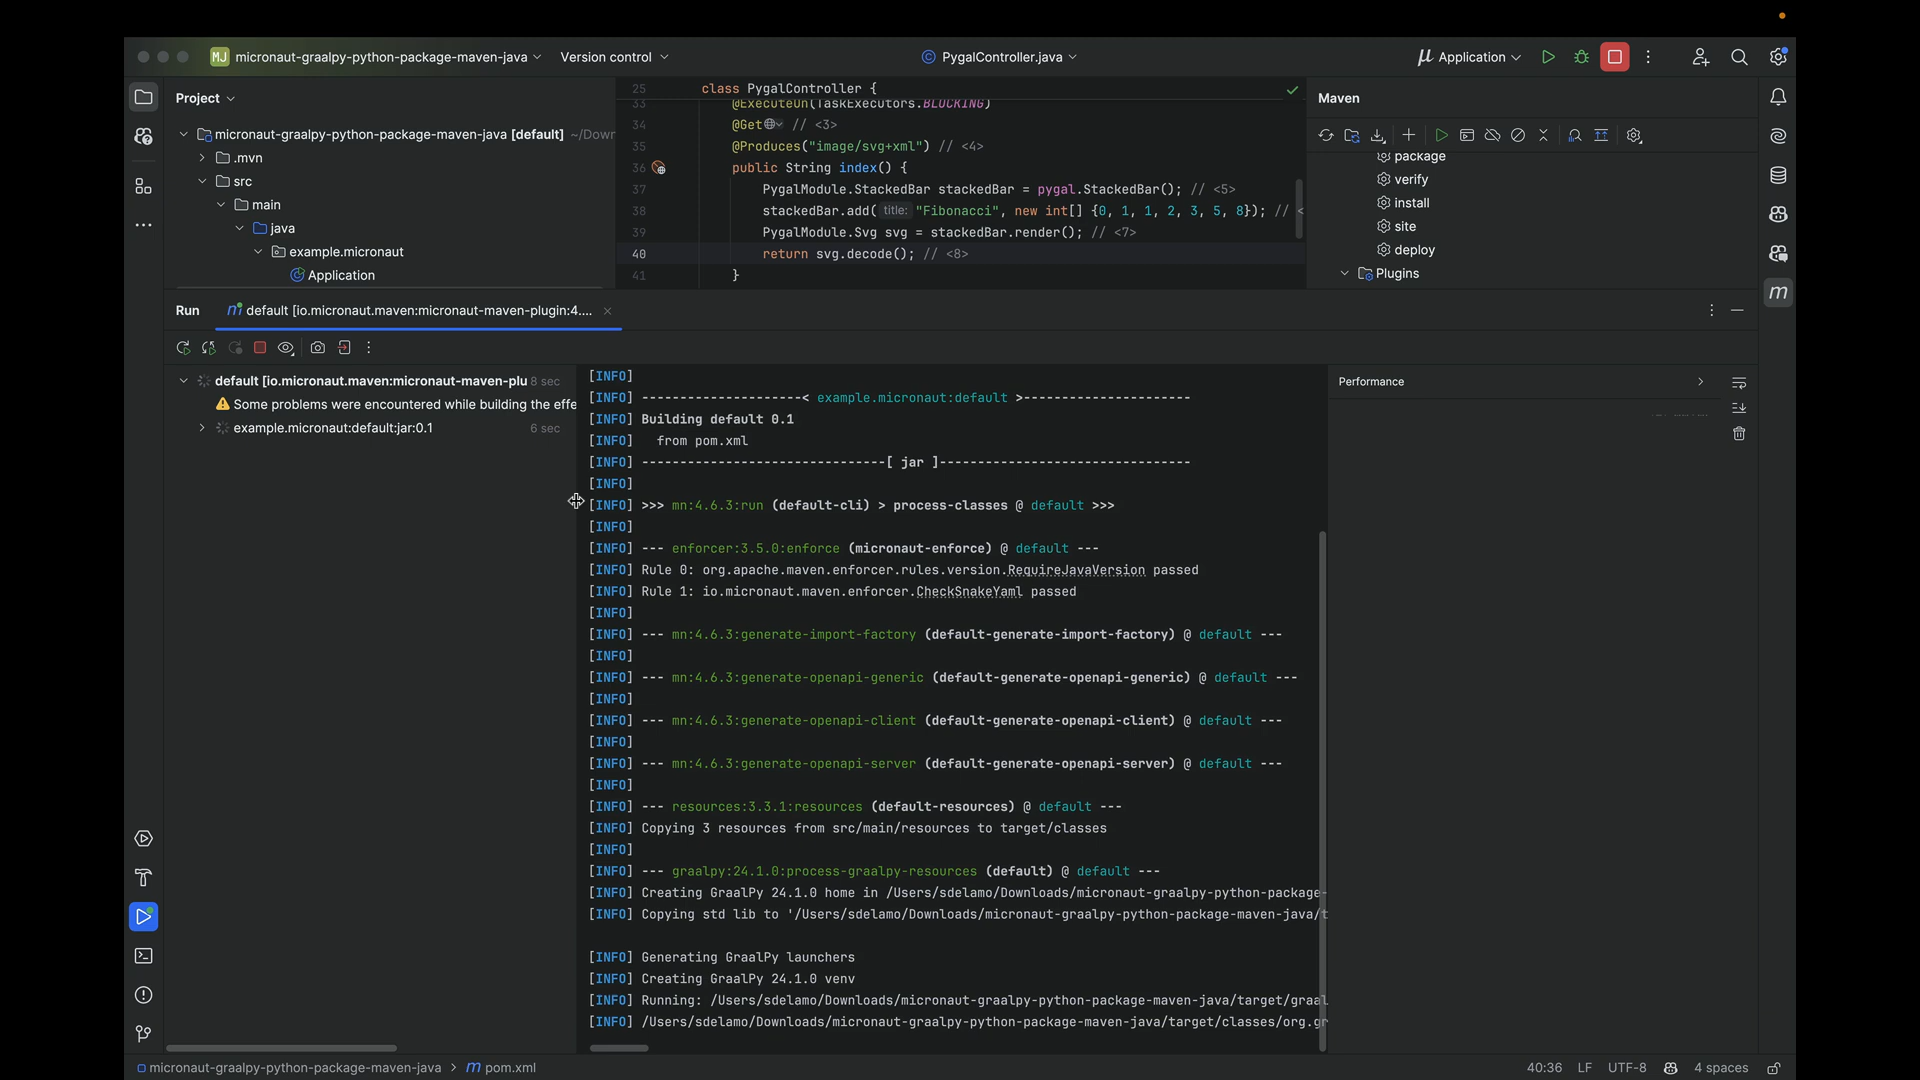 MJ micronaut-graalpy-python-package-maven-java Version control PygalController.java Application
Project
micronaut-graalpy-python-package-maven-java [default] ~/Dowr
.mvn
src
main
java
example.micronaut
Application
25 class PygalController {
33 @ExecuteOn(TaskExecutors.BLOCKING)
34 @Get // <3>
35 @Produces("image/svg+xml") // <4>
36 public String index() {
37 PygalModule.StackedBar stackedBar = pygal.StackedBar(); // <5>
38 stackedBar.add( title: "Fibonacci", new int[] {0, 1, 1, 2, 3, 5, 8}); // <
39 PygalModule.Svg svg = stackedBar.render(); // <7>
40 return svg.decode(); // <8>
41 }
Maven
package
verify
install
site
deploy
Plugins
Run default [io.micronaut.maven:micronaut-maven-plugin:4....
default [io.micronaut.maven:micronaut-maven-plu 8 sec
Some problems were encountered while building the effe
example.micronaut:default:jar:0.1 6 sec
[INFO]
[INFO] ---------------------< example.micronaut:default >----------------------
[INFO] Building default 0.1
[INFO] from pom.xml
[INFO] --------------------------------[ jar ]---------------------------------
[INFO]
[INFO] >>> mn:4.6.3:run (default-cli) > process-classes @ default >>>
[INFO]
[INFO] --- enforcer:3.5.0:enforce (micronaut-enforce) @ default ---
[INFO] Rule 0: org.apache.maven.enforcer.rules.version.RequireJavaVersion passed
[INFO] Rule 1: io.micronaut.maven.enforcer.CheckSnakeYaml passed
[INFO]
[INFO] --- mn:4.6.3:generate-import-factory (default-generate-import-factory) @ default ---
[INFO]
[INFO] --- mn:4.6.3:generate-openapi-generic (default-generate-openapi-generic) @ default ---
[INFO]
[INFO] --- mn:4.6.3:generate-openapi-client (default-generate-openapi-client) @ default ---
[INFO]
[INFO] --- mn:4.6.3:generate-openapi-server (default-generate-openapi-server) @ default ---
[INFO]
[INFO] --- resources:3.3.1:resources (default-resources) @ default ---
[INFO] Copying 3 resources from src/main/resources to target/classes
[INFO]
[INFO] --- graalpy:24.1.0:process-graalpy-resources (default) @ default ---
[INFO] Creating GraalPy 24.1.0 home in /Users/sdelamo/Downloads/micronaut-graalpy-python-package-
[INFO] Copying std lib to '/Users/sdelamo/Downloads/micronaut-graalpy-python-package-maven-java/t
[INFO] Generating GraalPy launchers
[INFO] Creating GraalPy 24.1.0 venv
[INFO] Running: /Users/sdelamo/Downloads/micronaut-graalpy-python-package-maven-java/target/graal
[INFO] /Users/sdelamo/Downloads/micronaut-graalpy-python-package-maven-java/target/classes/org.gr
Performance
micronaut-graalpy-python-package-maven-java > pom.xml 40:36 LF UTF-8 4 spaces